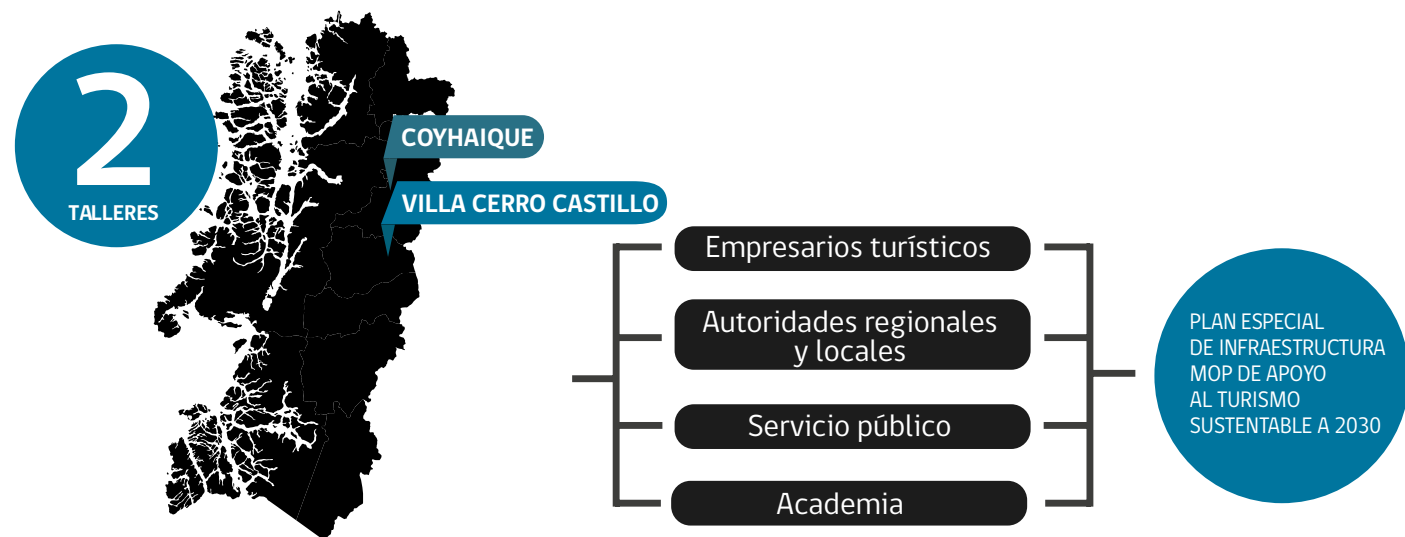 2
TALLERES
COYHAIQUE
VILLA CERRO CASTILLO
Empresarios turísticos
Autoridades regionales
y locales
Servicio público
Academia
PLAN ESPECIAL
DE INFRAESTRUCTURA
MOP DE APOYO
AL TURISMO
SUSTENTABLE A 2030